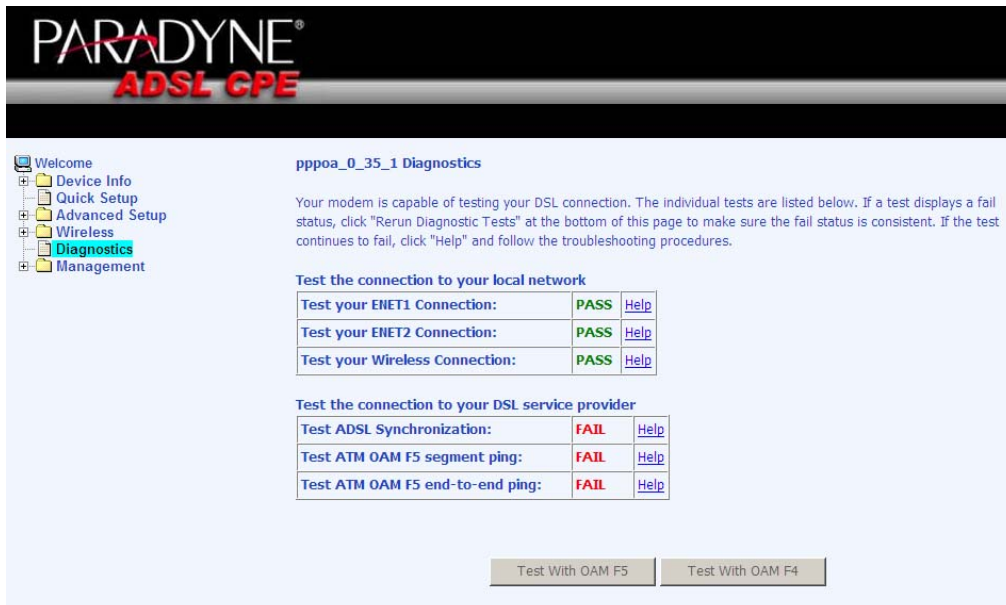 PARADYNE®
ADSL CPE
Welcome
Device Info
Quick Setup
Advanced Setup
Wireless
Diagnostics
Management
pppoa_0_35_1 Diagnostics
Your modem is capable of testing your DSL connection. The individual tests are listed below. If a test displays a fail
status, click "Rerun Diagnostic Tests" at the bottom of this page to make sure the fail status is consistent. If the test
continues to fail, click "Help" and follow the troubleshooting procedures.
Test the connection to your local network
Test your ENET1 Connection: PASS Help
Test your ENET2 Connection: PASS Help
Test your Wireless Connection: PASS Help
Test the connection to your DSL service provider
Test ADSL Synchronization: FAIL Help
Test ATM OAM F5 segment ping: FAIL Help
Test ATM OAM F5 end-to-end ping: FAIL Help
Test With OAM F5 Test With OAM F4